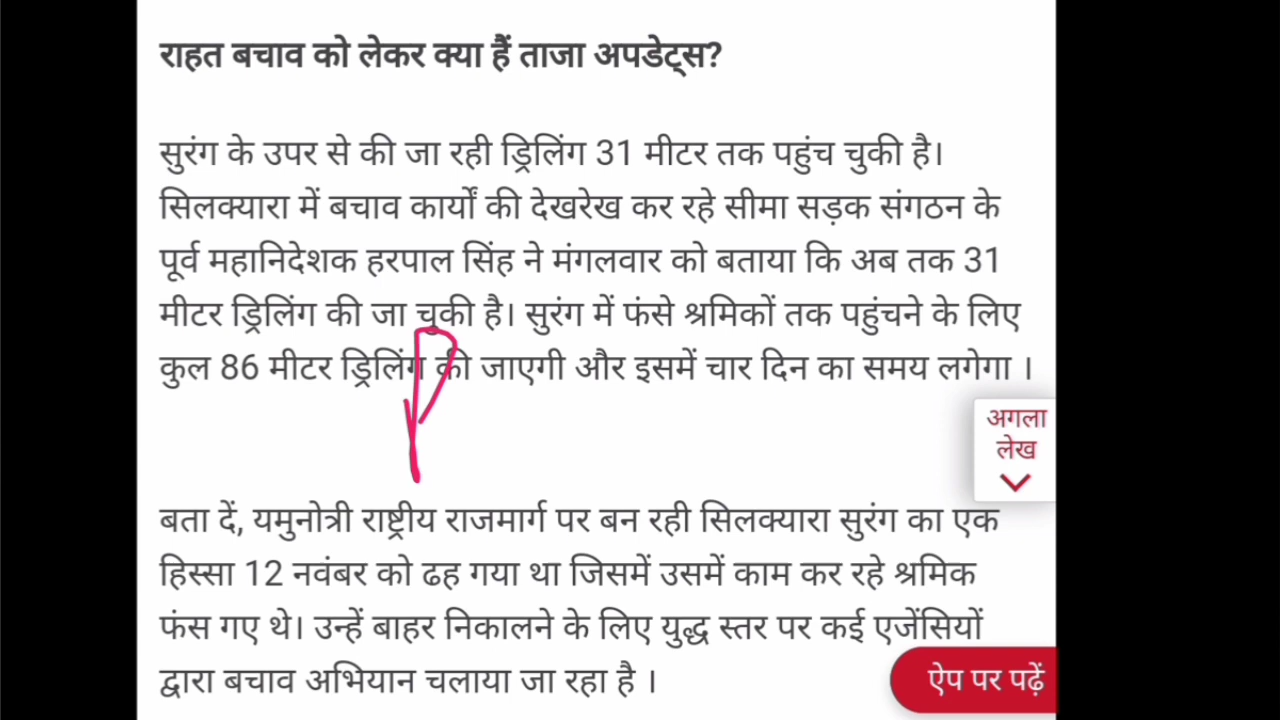 राहत बचाव को लेकर क्या हैं ताजा अपडेट्स?
सुरंग के उपर से की जा रही ड्रिलिंग 31 मीटर तक पहुंच चुकी है।
सिलक्यारा में बचाव कार्यों की देखरेख कर रहे सीमा सड़क संगठन के
पूर्व महानिदेशक हरपाल सिंह ने मंगलवार को बताया कि अब तक 31
मीटर ड्रिलिंग की जा चुकी है। सुरंग में फंसे श्रमिकों तक पहुंचने के लिए
कुल 86 मीटर ड्रिलिंग की जाएगी और इसमें चार दिन का समय लगेगा ।
अगला
लेख
बता दें, यमुनोत्री राष्ट्रीय राजमार्ग पर बन रही सिलक्यारा सुरंग का एक
हिस्सा 12 नवंबर को ढह गया था जिसमें उसमें काम कर रहे श्रमिक
फंस गए थे। उन्हें बाहर निकालने के लिए युद्ध स्तर पर कई एजेंसियों
द्वारा बचाव अभियान चलाया जा रहा है ।
ऐप पर पढ़ें